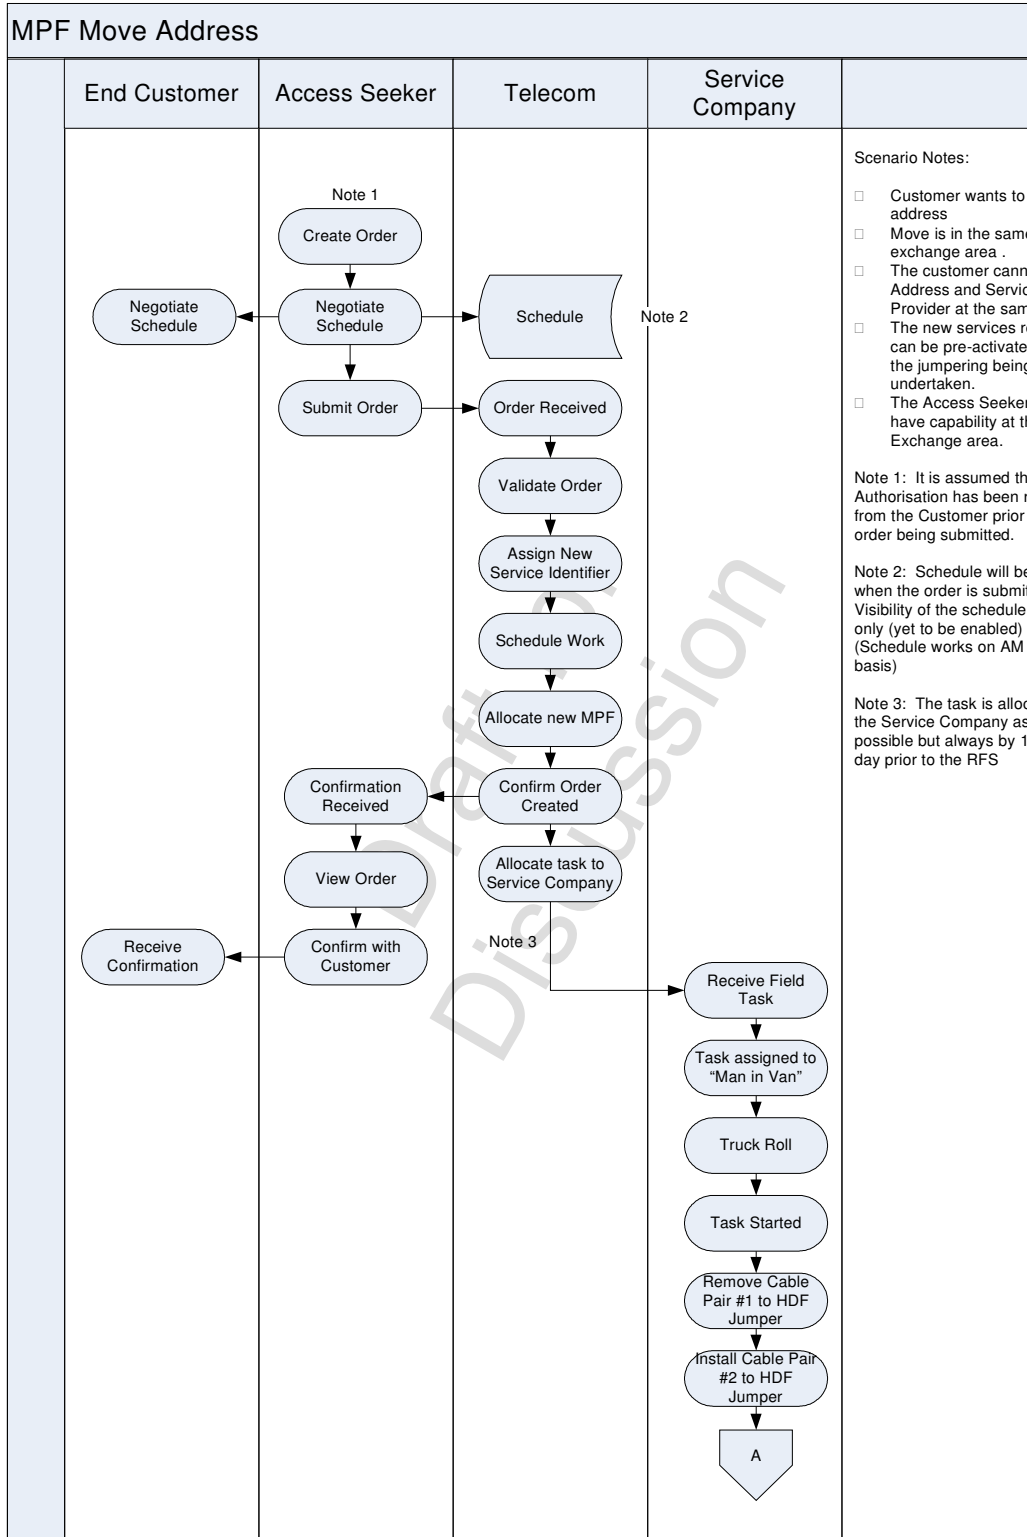 MPF Move Address
End Customer
Access Seeker
Telecom
Service
Company
Note 1
Create Order
Negotiate
Schedule
Negotiate
Schedule
Schedule
Note 2
Submit Order
Order Received
Validate Order
Assign New
Service Identifier
Schedule Work
Allocate new MPF
Confirmation
Received
Confirm Order
Created
View Order
Allocate task to
Service Company
Receive
Confirmation
Confirm with
Customer
Note 3
Receive Field
Task
Task assigned to
“Man in Van”
Truck Roll
Task Started
Remove Cable
Pair #1 to HDF
Jumper
Install Cable Pair
#2 to HDF
Jumper
A
Scenario Notes:
Customer wants to
address
Move is in the same
exchange area .
The customer cann
Address and Servic
Provider at the sam
The new services r
can be pre-activate
the jumpering being
undertaken.
The Access Seeker
have capability at th
Exchange area.
Note 1: It is assumed th
Authorisation has been r
from the Customer prior
order being submitted.
Note 2: Schedule will be
when the order is submit
Visibility of the schedule
only (yet to be enabled)
(Schedule works on AM
basis)
Note 3: The task is alloc
the Service Company as
possible but always by 1
day prior to the RFS
Draft for
Discussion